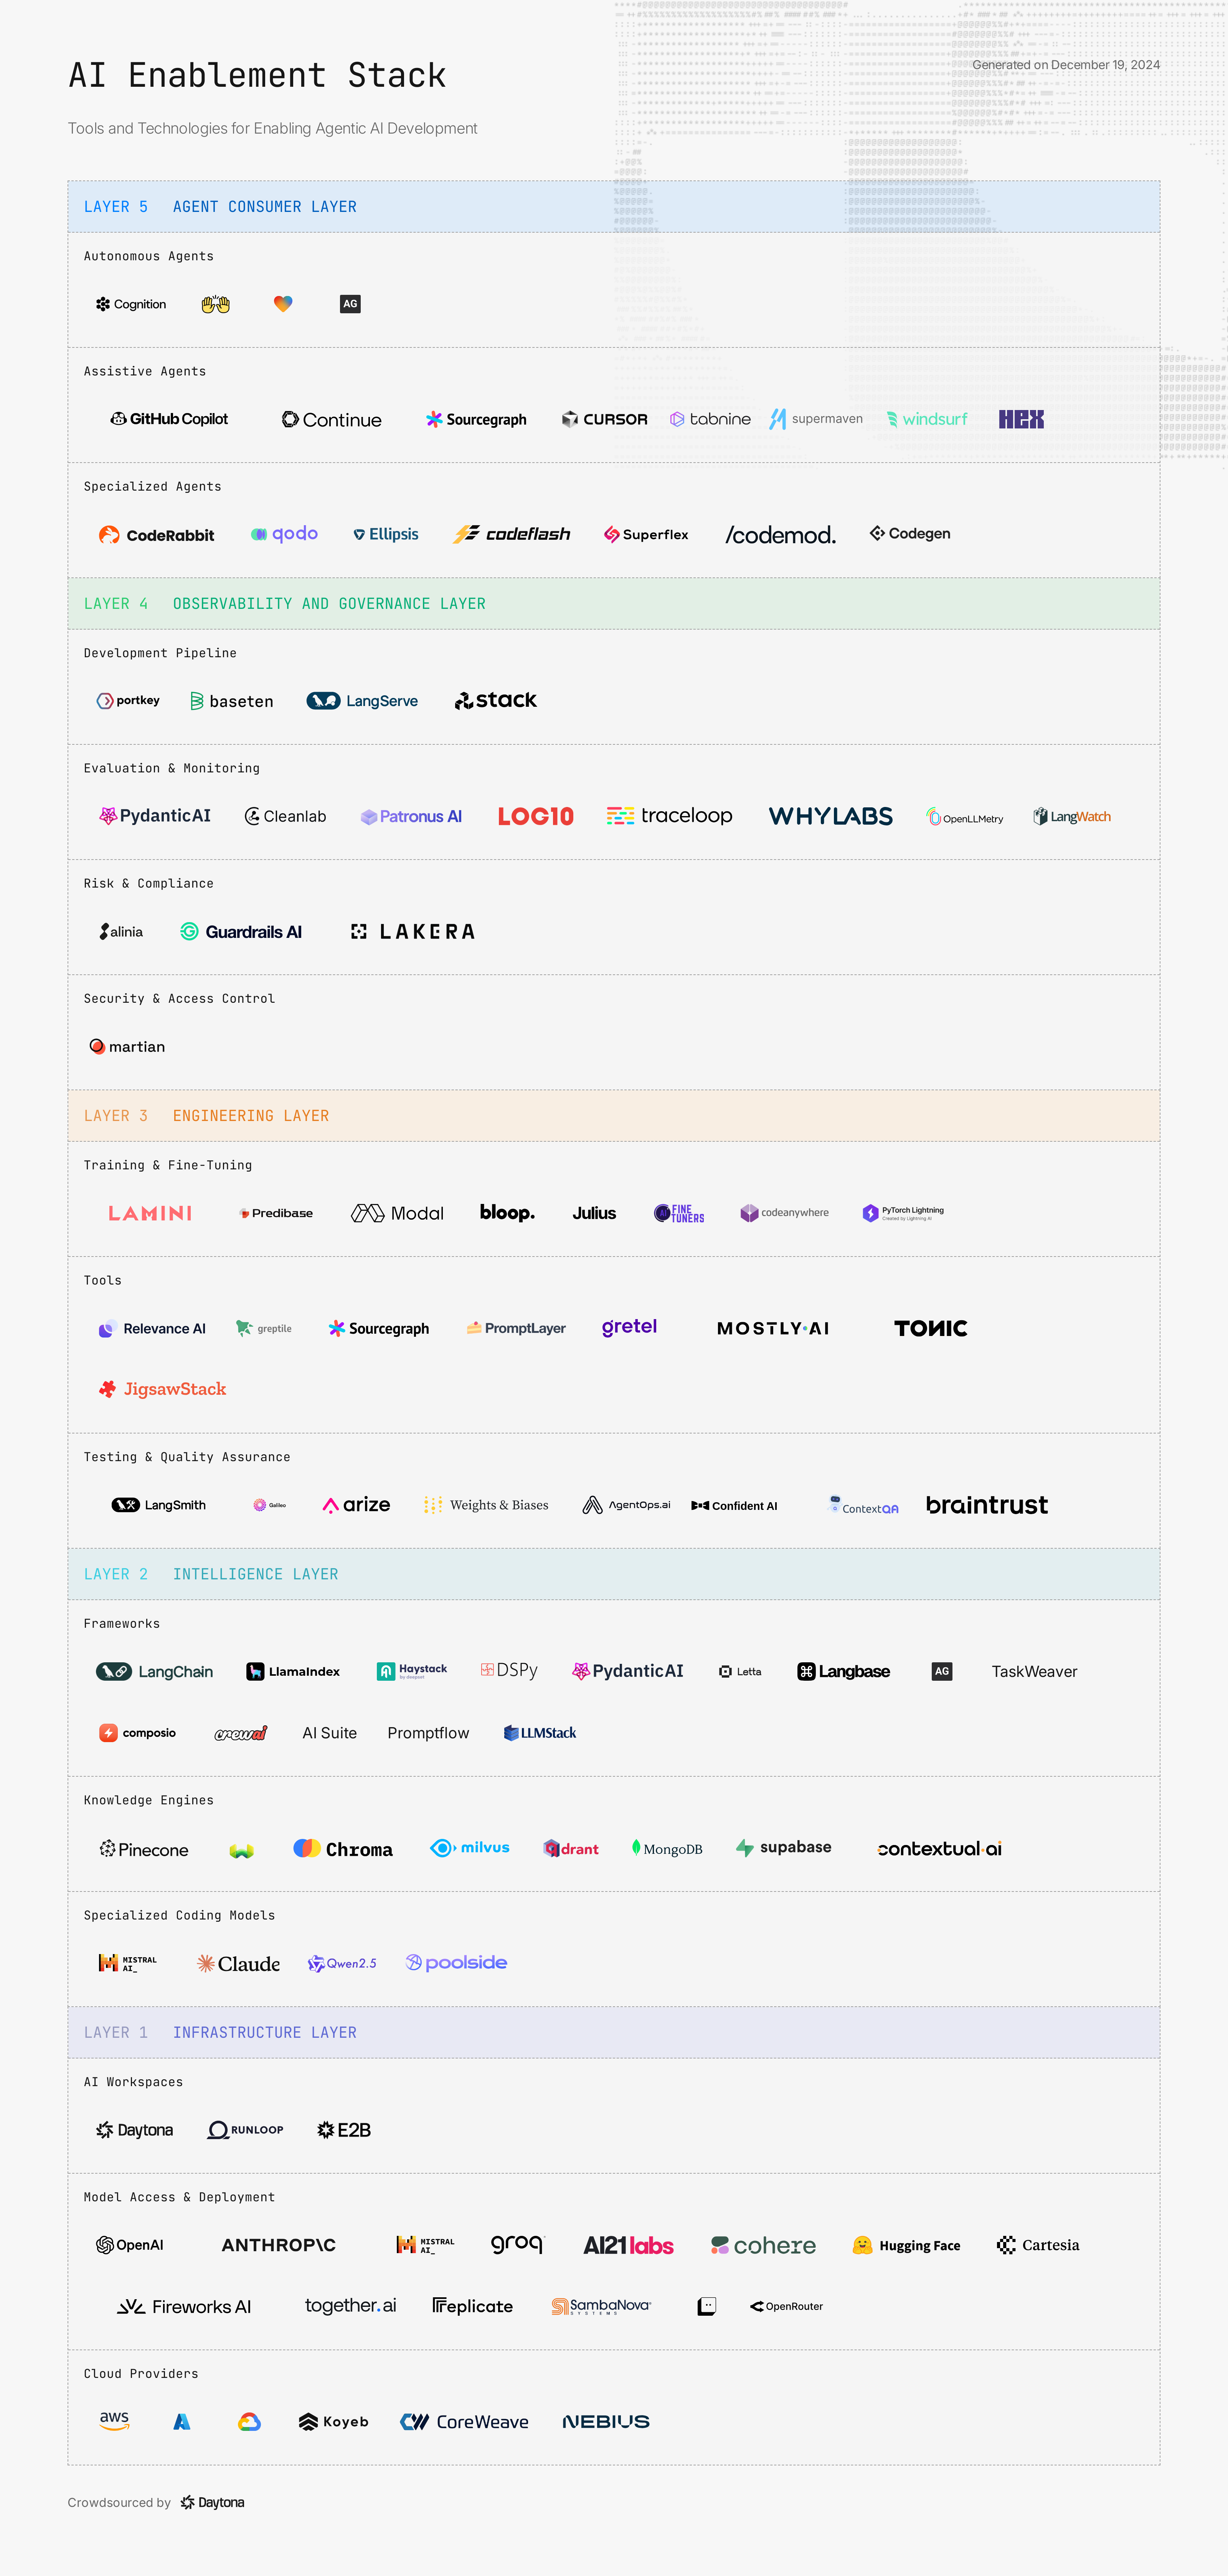 AI Enablement Stack
Generated on December 19, 2024
Tools and Technologies for Enabling Agentic AI Development
LAYER 5 AGENT CONSUMER LAYER
Autonomous Agents
Cognition AG
Assistive Agents
GitHub Copilot Continue Sourcegraph CURSOR tabnine supermaven windsurf HEX
Specialized Agents
CodeRabbit qodo Ellipsis codeflash Superflex /codemod. Codegen
LAYER 4 OBSERVABILITY AND GOVERNANCE LAYER
Development Pipeline
portkey baseten LangServe stack
Evaluation & Monitoring
PydanticAI Cleanlab Patronus AI LOG10 traceloop WHYLABS OpenLLMetry LangWatch
Risk & Compliance
alinia Guardrails AI LAKERA
Security & Access Control
martian
LAYER 3 ENGINEERING LAYER
Training & Fine-Tuning
LAMINI Predibase Modal bloop. Julius AI FINE TUNERS codeanywhere PyTorch Lightning
Created by Lightning AI
Tools
Relevance AI greptile Sourcegraph PromptLayer gretel MOSTLY·AI TONIC
JigsawStack
Testing & Quality Assurance
LangSmith Galileo arize Weights & Biases AgentOps.ai Confident AI ContextQA braintrust
LAYER 2 INTELLIGENCE LAYER
Frameworks
LangChain LlamaIndex Haystack by deepset DSPy PydanticAI Letta Langbase AG TaskWeaver
composio crewai AI Suite Promptflow LLMStack
Knowledge Engines
Pinecone Chroma milvus qdrant MongoDB supabase contextual·ai
Specialized Coding Models
MISTRAL AI_ Claude Qwen2.5 poolside
LAYER 1 INFRASTRUCTURE LAYER
AI Workspaces
Daytona RUNLOOP E2B
Model Access & Deployment
OpenAI ANTHROP\C MISTRAL AI_ groq AI21labs cohere Hugging Face Cartesia
Fireworks AI together.ai Replicate SambaNova SYSTEMS OpenRouter
Cloud Providers
aws Koyeb CoreWeave NEBIUS
Crowdsourced by Daytona